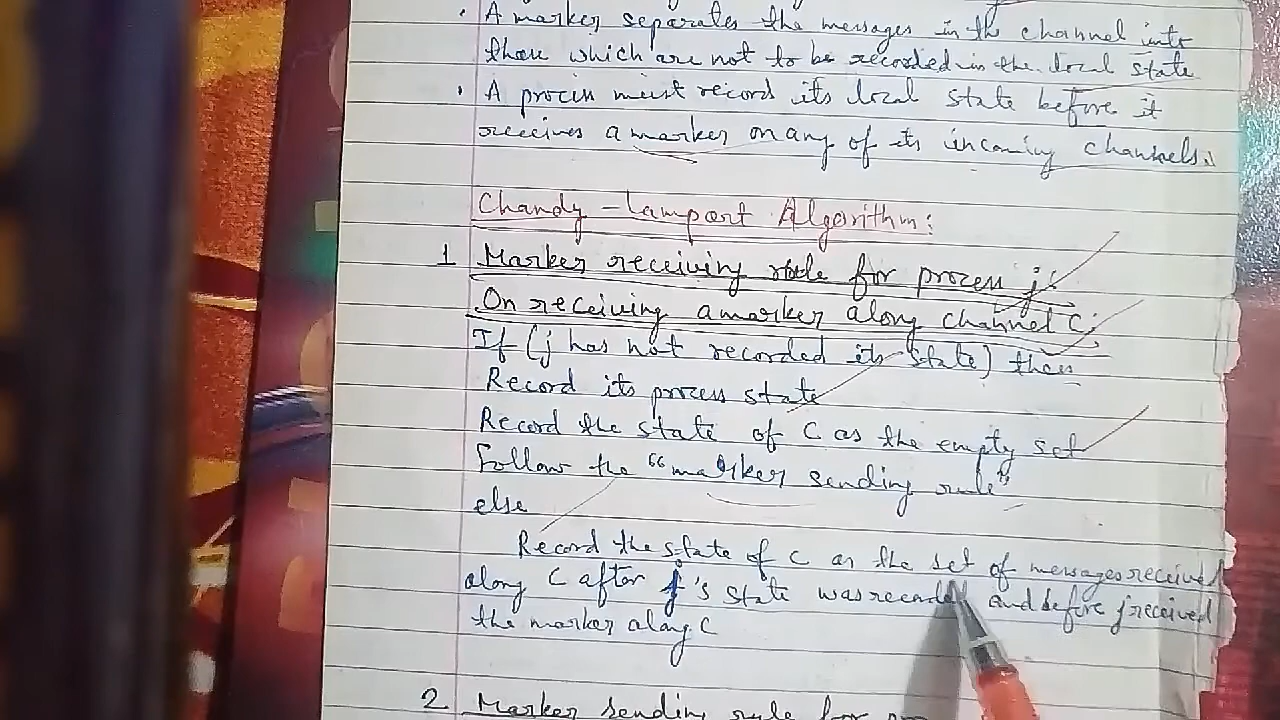 · A marker separates the messages in the channel into
those which are not to be recorded in the local state
· A process must record its local state before it
receives a marker on any of its incoming channels.
Chandy-Lamport Algorithm:
1 Marker receiving rule for process j:
On receiving a marker along channel C:
If (j has not recorded its state) then
Record its process state
Record the state of C as the empty set
Follow the "marker sending rule"
else
Record the state of C as the set of messages received
along C after j's state was recorded and before j received
the marker along C
2 Marker sending rule for